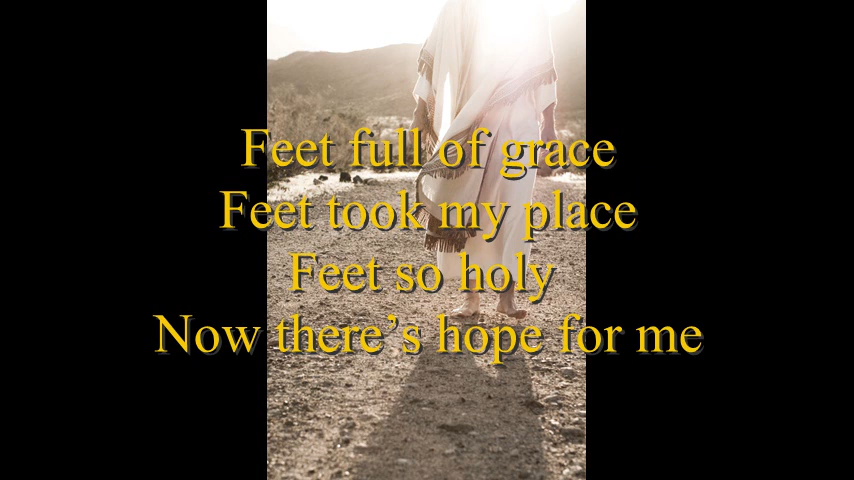 Feet full of grace
Feet took my place
Feet so holy
Now there’s hope for me